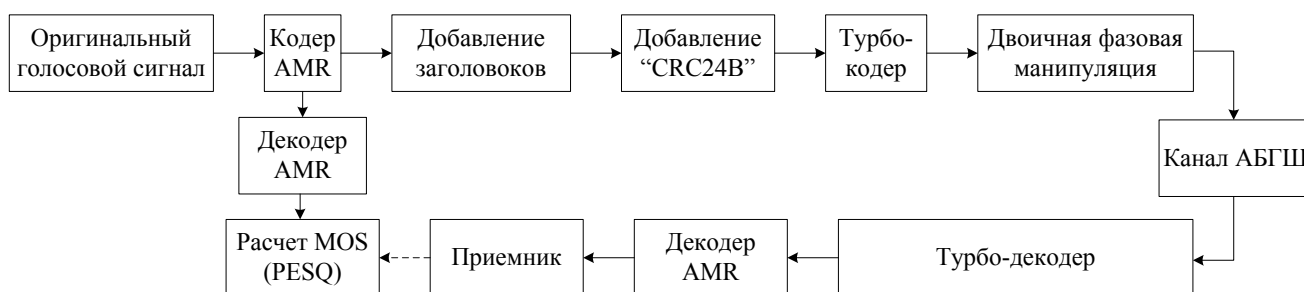 Оригинальный
голосовой сигнал
Кодер
AMR
Добавление
заголовоков
Добавление
“CRC24B”
Турбо-
кодер
Двоичная фазовая
манипуляция
Декодер
AMR
Канал АБГШ
Расчет MOS
(PESQ)
Приемник
Декодер
AMR
Турбо-декодер